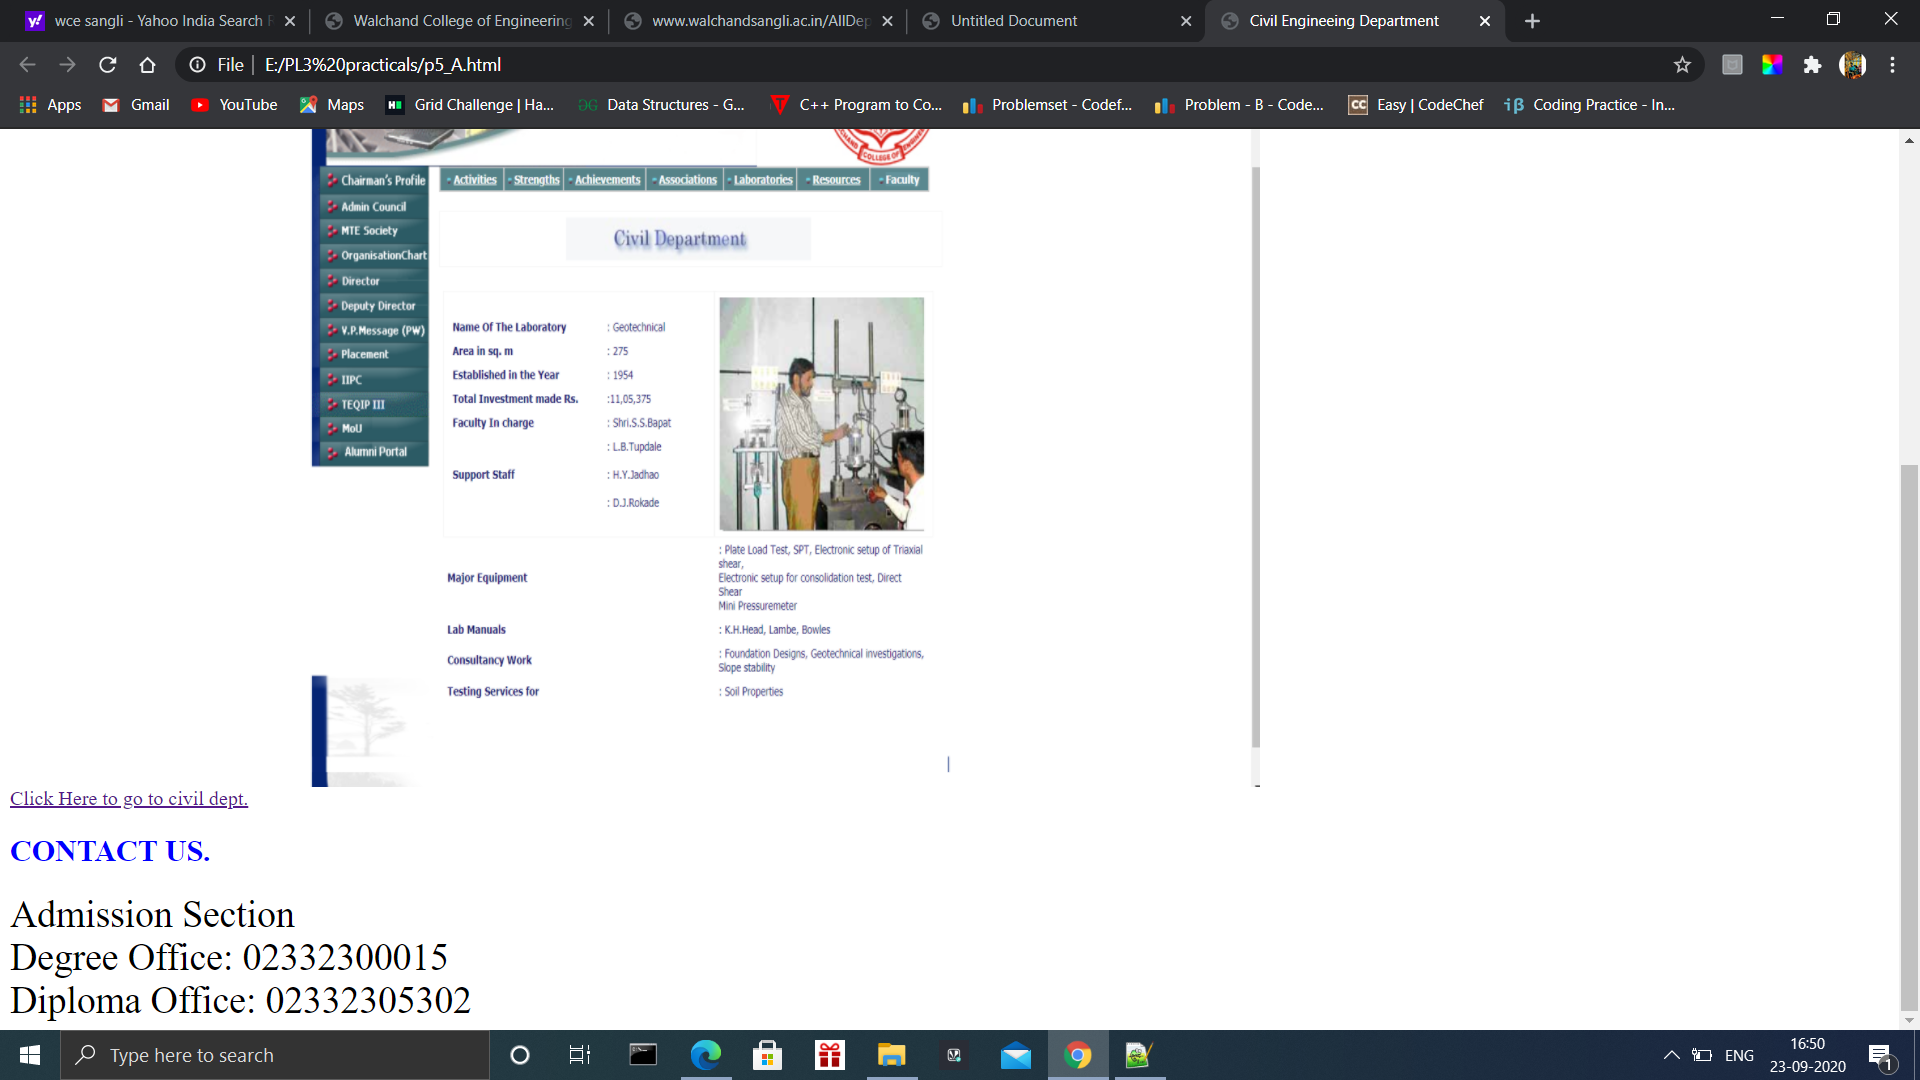 wce sangli - Yahoo India Search R
Walchand College of Engineering
www.walchandsangli.ac.in/AllDep
Untitled Document
Civil Engineeing Department
File
E:/PL3%20practicals/p5_A.html
Apps
Gmail
YouTube
Maps
Grid Challenge | Ha...
Data Structures - G...
C++ Program to Co...
Problemset - Codef...
Problem - B - Code...
Easy | CodeChef
Coding Practice - In...
COLLEGE OF
Chairman's Profile
Admin Council
MTE Society
OrganisationChart
Director
Deputy Director
V.P.Message (PW)
Placement
IIPC
TEQIP III
MoU
Alumni Portal
Activities Strengths Achievements Associations Laboratories Resources Faculty
Civil Department
Name Of The Laboratory : Geotechnical
Area in sq. m : 275
Established in the Year : 1954
Total Investment made Rs. :11,05,375
Faculty In charge : Shri.S.S.Bapat
: L.B.Tupdale
Support Staff : H.Y.Jadhao
: D.J.Rokade
Major Equipment
: Plate Load Test, SPT, Electronic setup of Triaxial
shear,
Electronic setup for consolidation test, Direct
Shear
Mini Pressuremeter
Lab Manuals : K.H.Head, Lambe, Bowles
Consultancy Work
: Foundation Designs, Geotechnical investigations,
Slope stability
Testing Services for : Soil Properties
Click Here to go to civil dept.
CONTACT US.
Admission Section
Degree Office: 02332300015
Diploma Office: 02332305302
Type here to search
ENG
16:50
23-09-2020
1